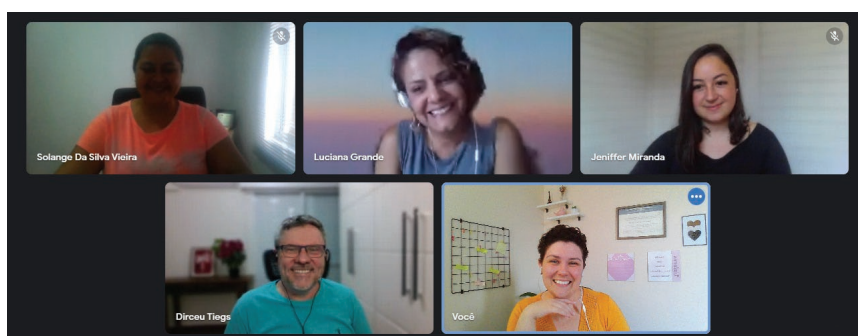 Solange Da Silva Vieira
Luciana Grande
Jeniffer Miranda
Dirceu Tiegs
Você